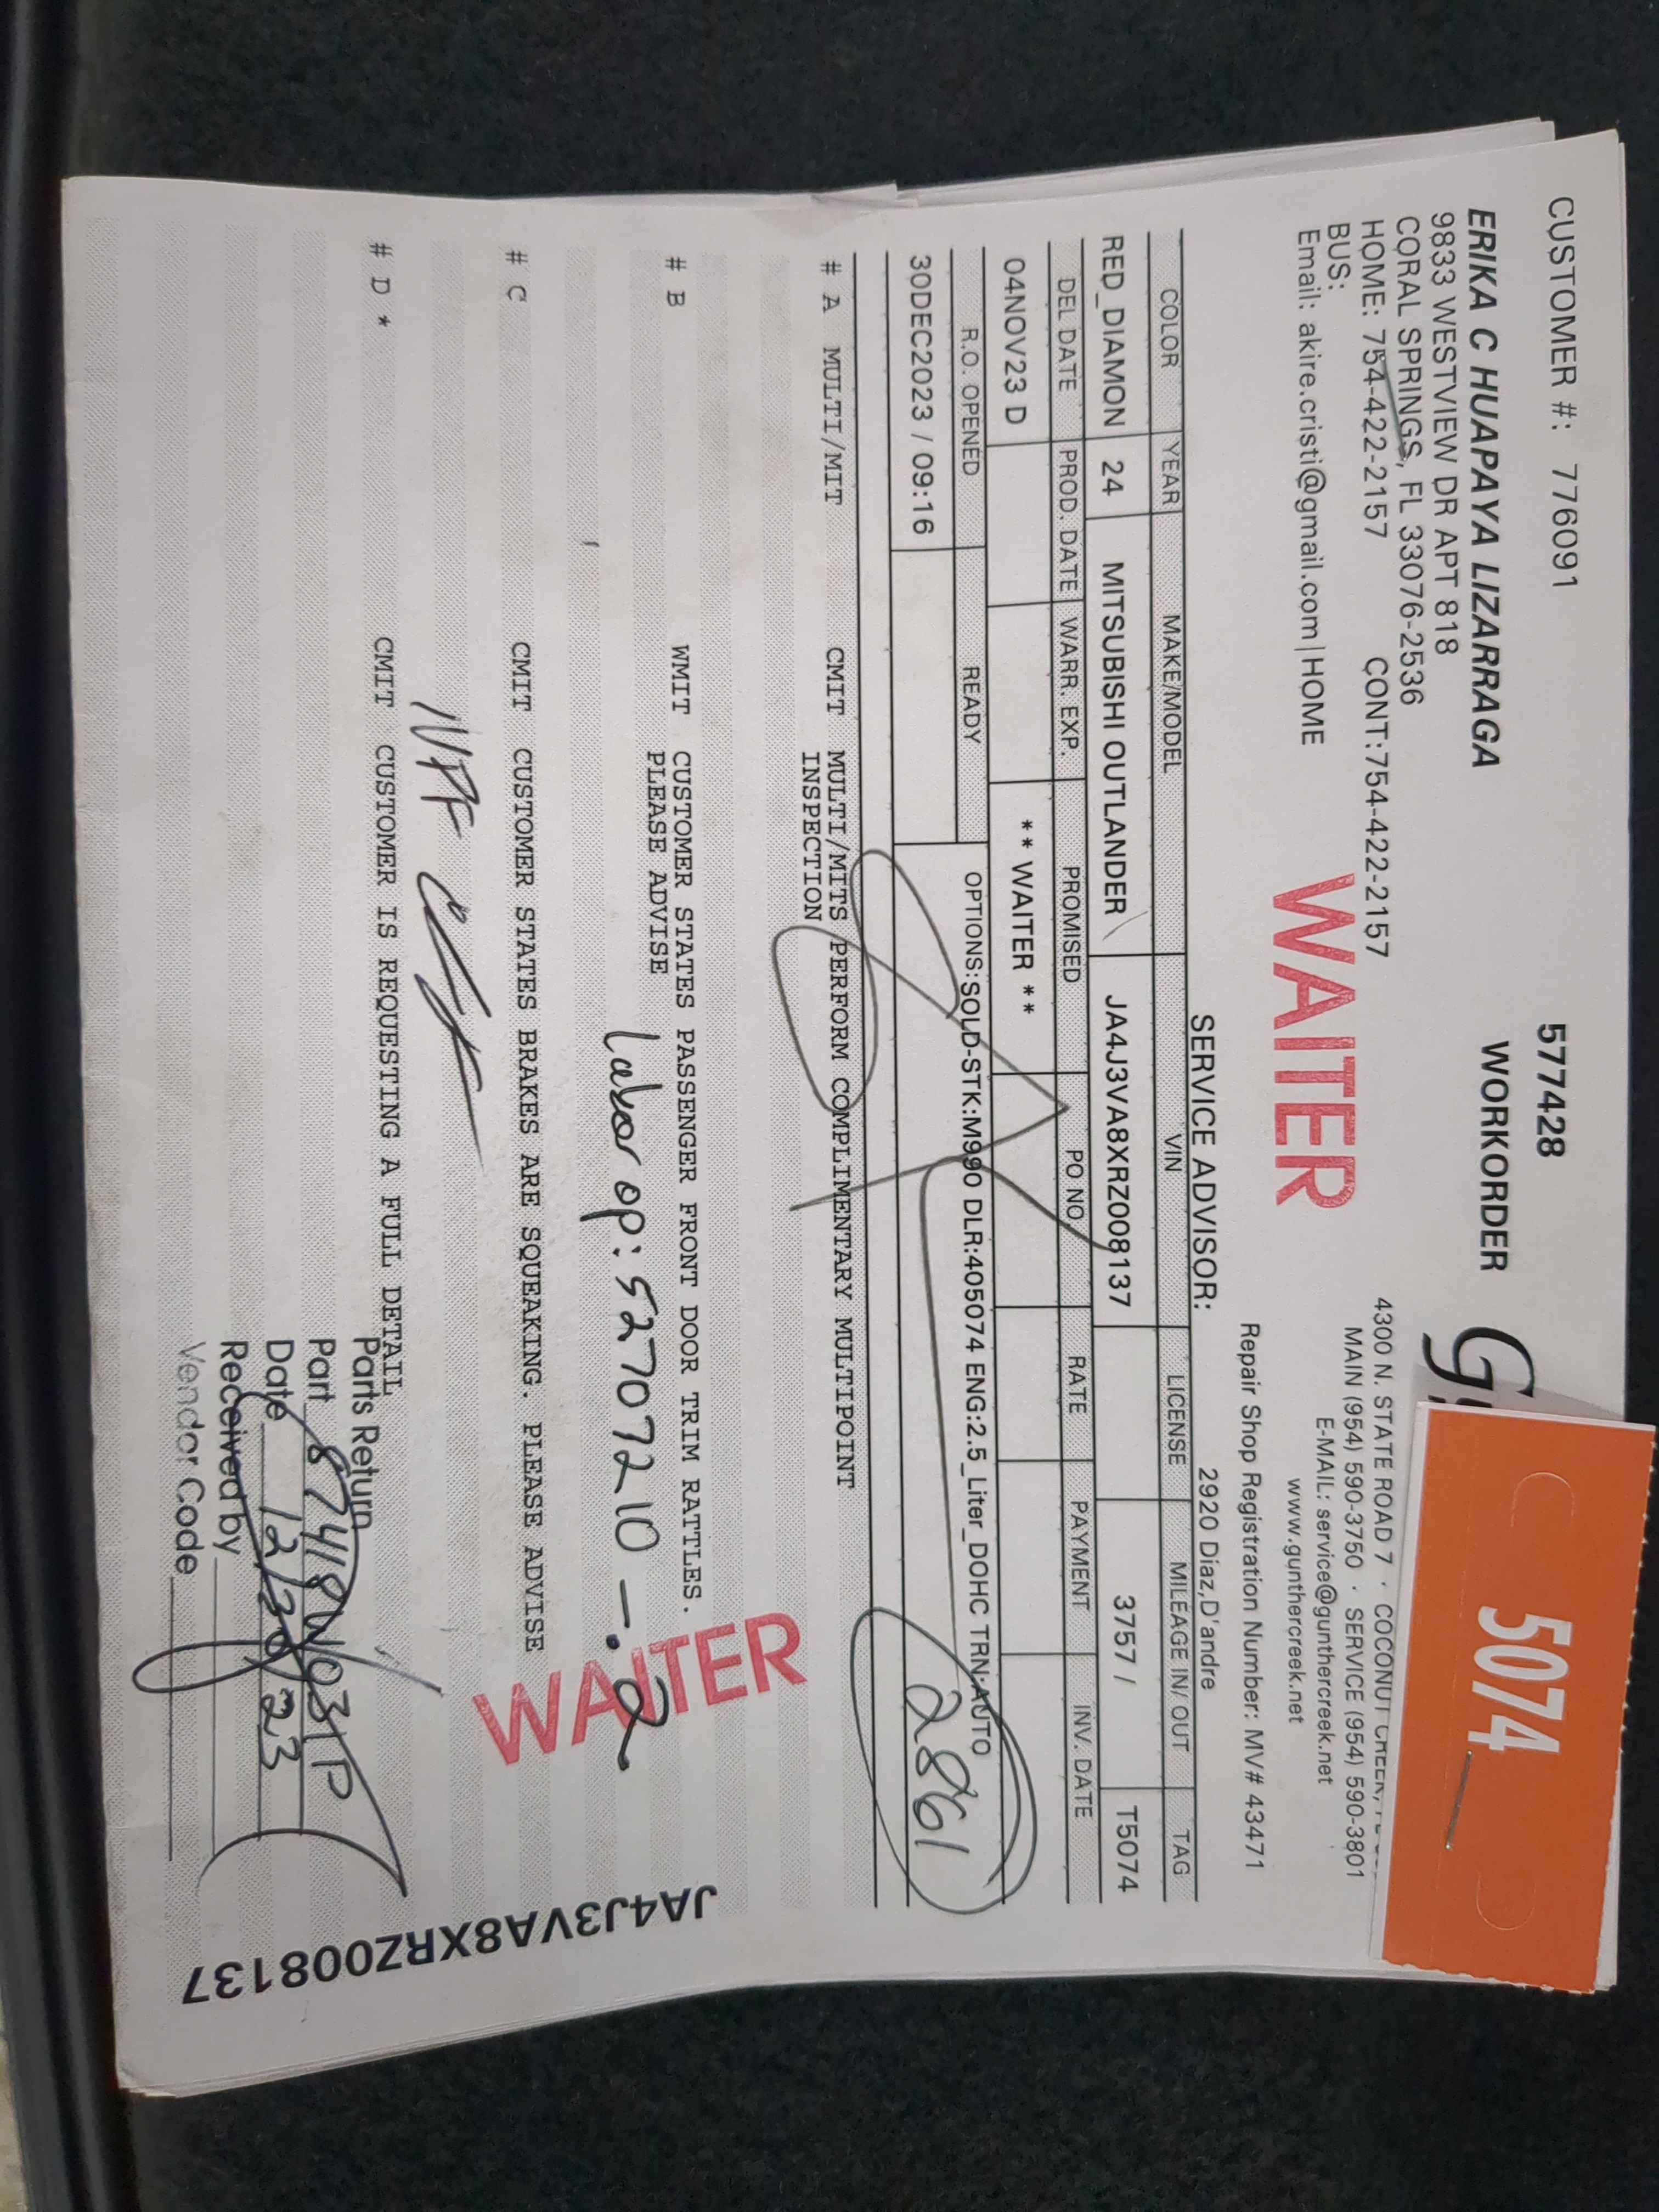 CUSTOMER #: 776091
577428
WORKORDER
ERIKA C HUAPAYA LIZARRAGA
9833 WESTVIEW DR APT 818
CORAL SPRINGS, FL 33076-2536
HOME: 754-422-2157 CONT:754-422-2157
BUS:
Email: akire.cristi@gmail.com | HOME
WAITER
5074
4300 N. STATE ROAD 7 · COCONUT CREEK,
MAIN (954) 590-3750 · SERVICE (954) 590-3801
E-MAIL: service@gunthercreek.net
www.gunthercreek.net
Repair Shop Registration Number: MV# 43471
SERVICE ADVISOR: 2920 Diaz,D'andre
COLOR YEAR MAKE/MODEL VIN LICENSE MILEAGE IN/ OUT TAG
RED_DIAMON 24 MITSUBISHI OUTLANDER JA4J3VA8XRZ008137 3757 / T5074
DEL DATE PROD. DATE WARR. EXP. PROMISED PO NO. RATE PAYMENT INV. DATE
04NOV23 D ** WAITER **
R.O. OPENED READY OPTIONS:SOLD-STK:M990 DLR:405074 ENG:2.5_Liter_DOHC TRN:AUTO
30DEC2023 / 09:16
2861
# A MULTI/MIT CMIT MULTI/MITS PERFORM COMPLIMENTARY MULTIPOINT
INSPECTION
# B WMIT CUSTOMER STATES PASSENGER FRONT DOOR TRIM RATTLES.
PLEASE ADVISE
Labor op: 52707210 - .2
WAITER
# C CMIT CUSTOMER STATES BRAKES ARE SQUEAKING. PLEASE ADVISE
NPF
# D * CMIT CUSTOMER IS REQUESTING A FULL DETAIL
Parts Return
Part 87418W031P
Date 12/30/23
Received by
Vendor Code
JA4J3VA8XRZ008137